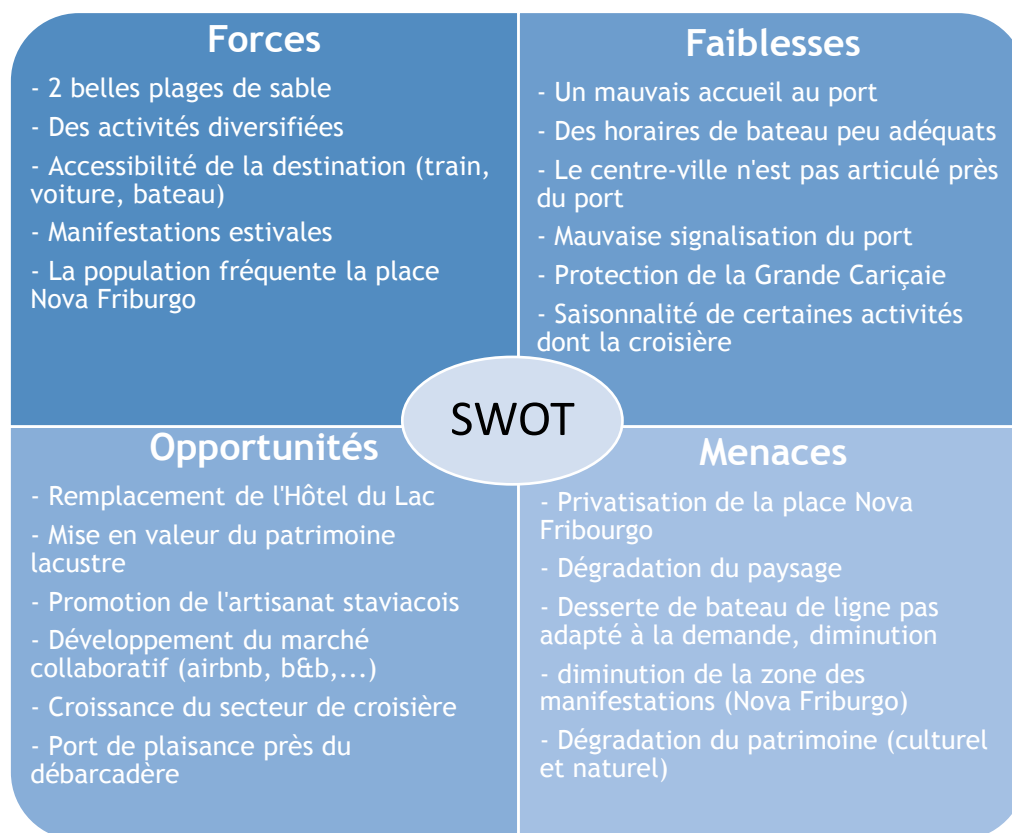 Forces
- 2 belles plages de sable
- Des activités diversifiées
- Accessibilité de la destination (train,
voiture, bateau)
- Manifestations estivales
- La population fréquente la place
Nova Friburgo
Faiblesses
- Un mauvais accueil au port
- Des horaires de bateau peu adéquats
- Le centre-ville n'est pas articulé près
du port
- Mauvaise signalisation du port
- Protection de la Grande Cariçaie
- Saisonnalité de certaines activités
dont la croisière
SWOT
Opportunités
- Remplacement de l'Hôtel du Lac
- Mise en valeur du patrimoine
lacustre
- Promotion de l'artisanat staviacois
- Développement du marché
collaboratif (airbnb, b&b,...)
- Croissance du secteur de croisière
- Port de plaisance près du
débarcadère
Menaces
- Privatisation de la place Nova
Fribourgo
- Dégradation du paysage
- Desserte de bateau de ligne pas
adapté à la demande, diminution
- diminution de la zone des
manifestations (Nova Friburgo)
- Dégradation du patrimoine (culturel
et naturel)